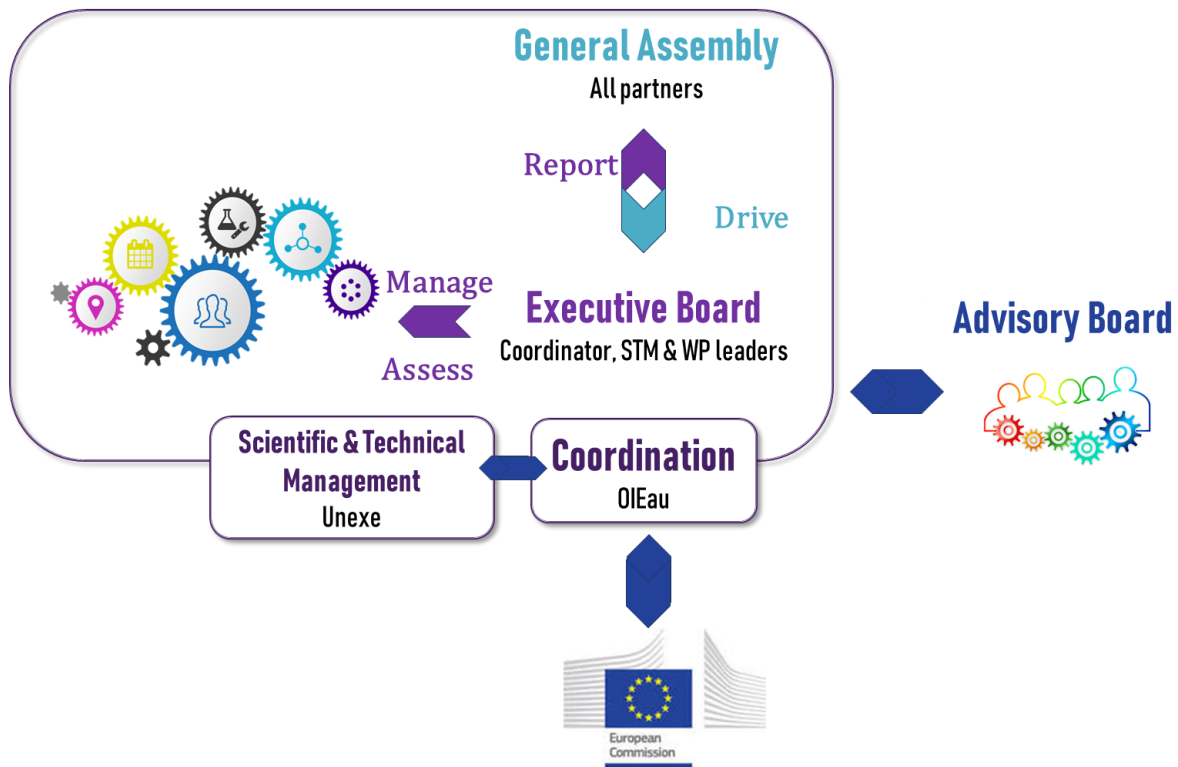 General Assembly
All partners
Report
Drive
Manage
Executive Board
Coordinator, STM & WP leaders
Assess
Advisory Board
Scientific & Technical
Management
Unexe
Coordination
OIEau
European
Commission